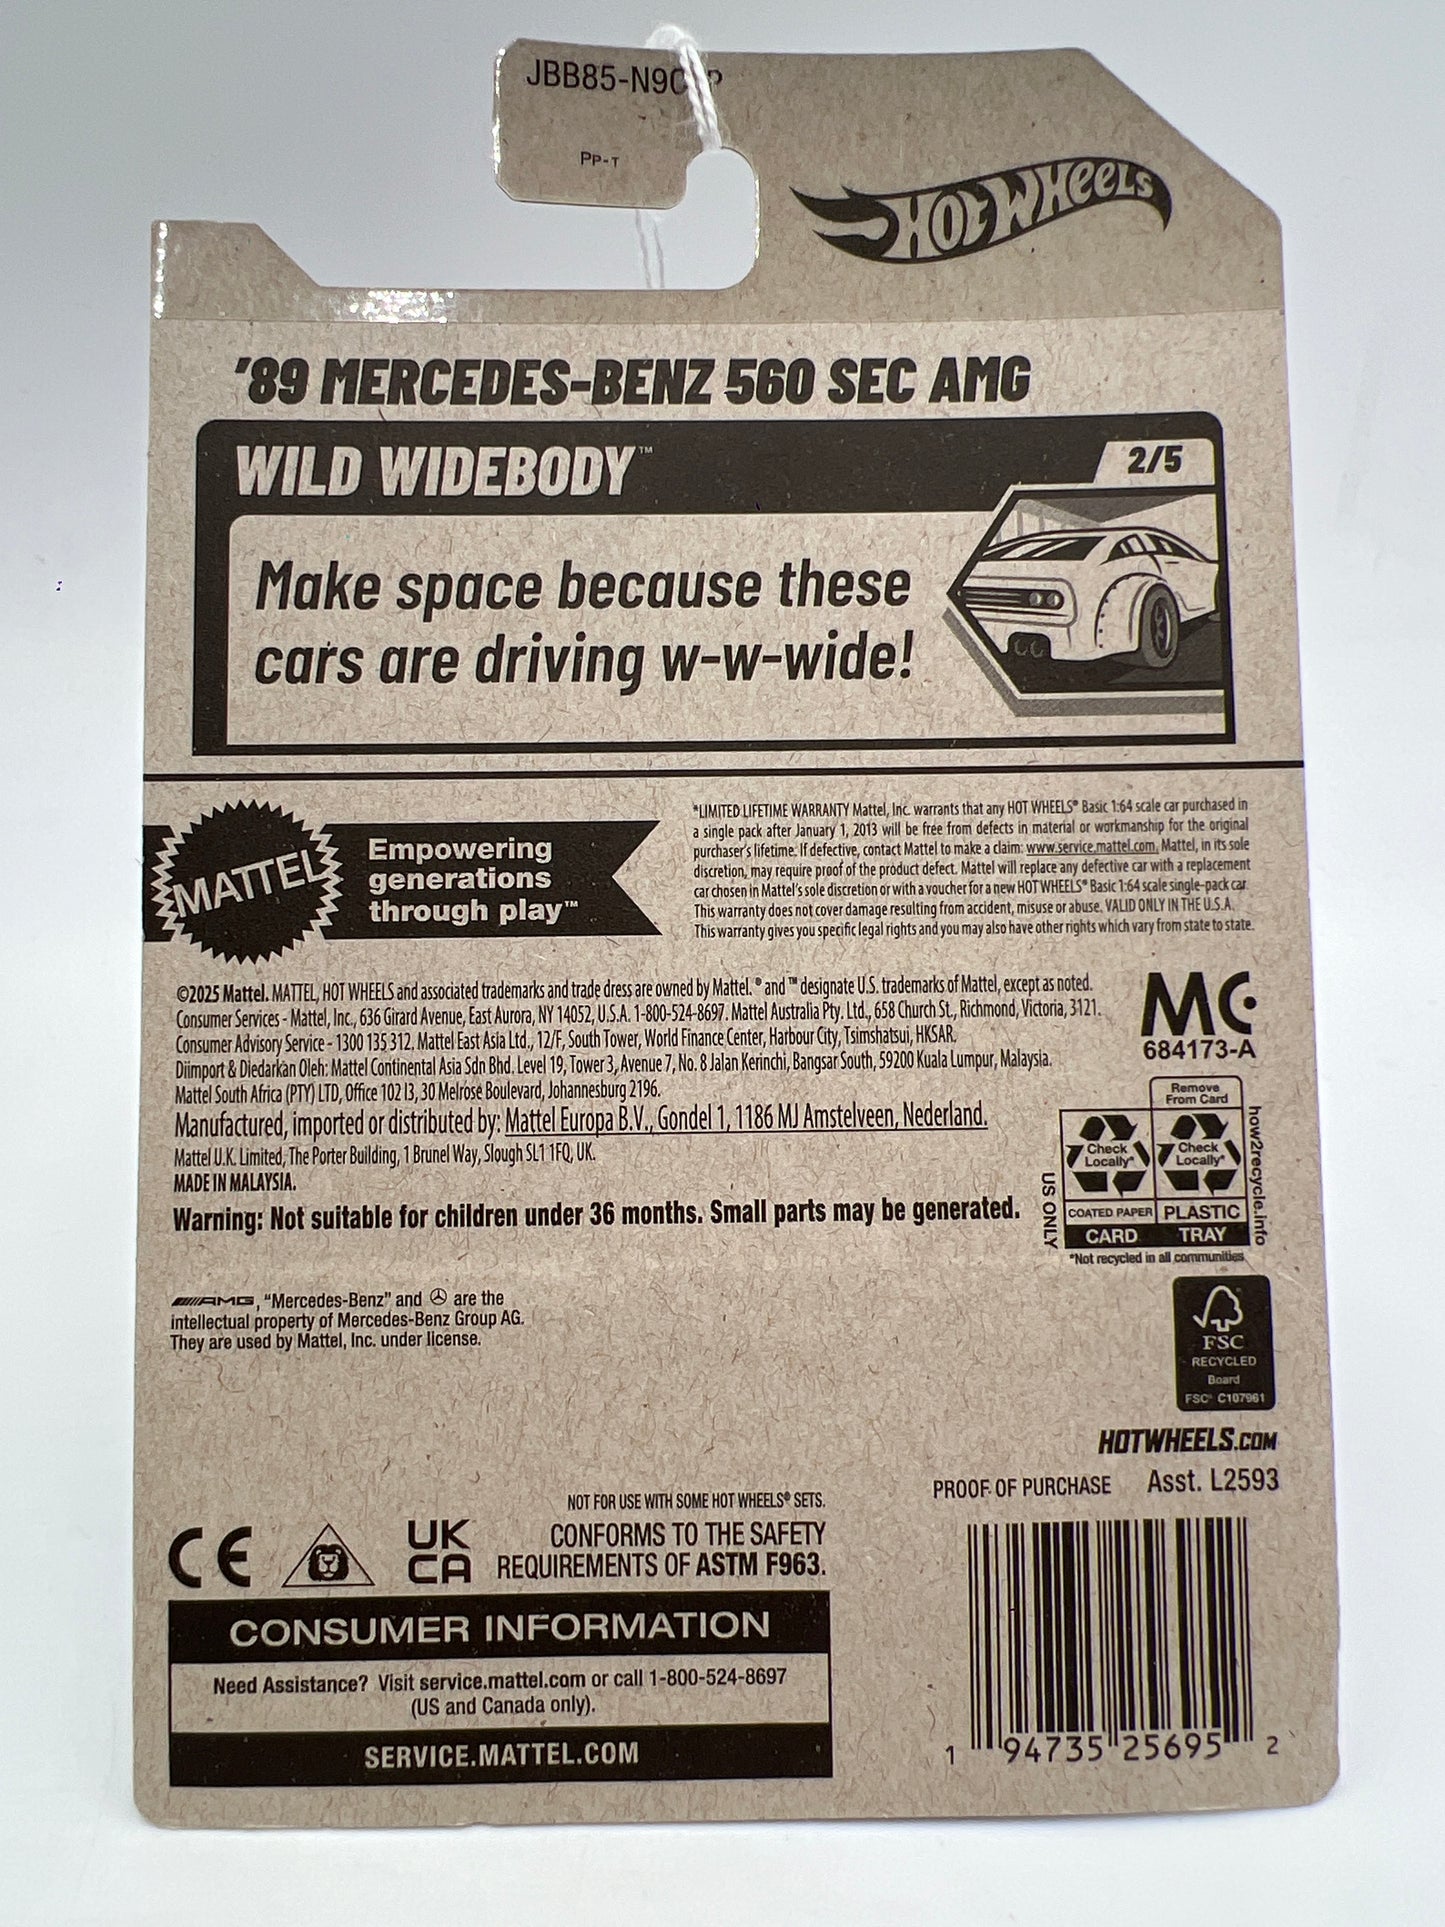 JBB85-N9C
PP-T
HOT WHEELS
'89 MERCEDES-BENZ 560 SEC AMG
WILD WIDEBODY™
2/5
Make space because these
cars are driving w-w-wide!
MATTEL
Empowering
generations
through play™
*LIMITED LIFETIME WARRANTY Mattel, Inc. warrants that any HOT WHEELS® Basic 1:64 scale car purchased in
a single pack after January 1, 2013 will be free from defects in material or workmanship for the original
purchaser's lifetime. If defective, contact Mattel to make a claim: www.service.mattel.com. Mattel, in its sole
discretion, may require proof of the product defect. Mattel will replace any defective car with a replacement
car chosen in Mattel's sole discretion or with a voucher for a new HOT WHEELS® Basic 1:64 scale single-pack car.
This warranty does not cover damage resulting from accident, misuse or abuse. VALID ONLY IN THE U.S.A.
This warranty gives you specific legal rights and you may also have other rights which vary from state to state.
©2025 Mattel. MATTEL, HOT WHEELS and associated trademarks and trade dress are owned by Mattel. ® and ™ designate U.S. trademarks of Mattel, except as noted.
Consumer Services - Mattel, Inc., 636 Girard Avenue, East Aurora, NY 14052, U.S.A. 1-800-524-8697. Mattel Australia Pty. Ltd., 658 Church St., Richmond, Victoria, 3121.
Consumer Advisory Service - 1300 135 312. Mattel East Asia Ltd., 12/F, South Tower, World Finance Center, Harbour City, Tsimshatsui, HKSAR.
Diimport & Diedarkan Oleh: Mattel Continental Asia Sdn Bhd. Level 19, Tower 3, Avenue 7, No. 8 Jalan Kerinchi, Bangsar South, 59200 Kuala Lumpur, Malaysia.
Mattel South Africa (PTY) LTD, Office 102 I3, 30 Melrose Boulevard, Johannesburg 2196.
Manufactured, imported or distributed by: Mattel Europa B.V., Gondel 1, 1186 MJ Amstelveen, Nederland.
Mattel U.K. Limited, The Porter Building, 1 Brunel Way, Slough SL1 1FQ, UK.
MADE IN MALAYSIA.
Warning: Not suitable for children under 36 months. Small parts may be generated.
MC
684173-A
Remove
From Card
Check
Locally*
Check
Locally*
COATED PAPER
PLASTIC
CARD
TRAY
US ONLY
how2recycle.info
*Not recycled in all communities
AMG, "Mercedes-Benz" and are the
intellectual property of Mercedes-Benz Group AG.
They are used by Mattel, Inc. under license.
FSC
RECYCLED
Board
FSC® C107961
HOTWHEELS.COM
PROOF OF PURCHASE Asst. L2593
NOT FOR USE WITH SOME HOT WHEELS® SETS.
CE
UK
CA
CONFORMS TO THE SAFETY
REQUIREMENTS OF ASTM F963.
CONSUMER INFORMATION
Need Assistance? Visit service.mattel.com or call 1-800-524-8697
(US and Canada only).
SERVICE.MATTEL.COM
1 94735 25695 2